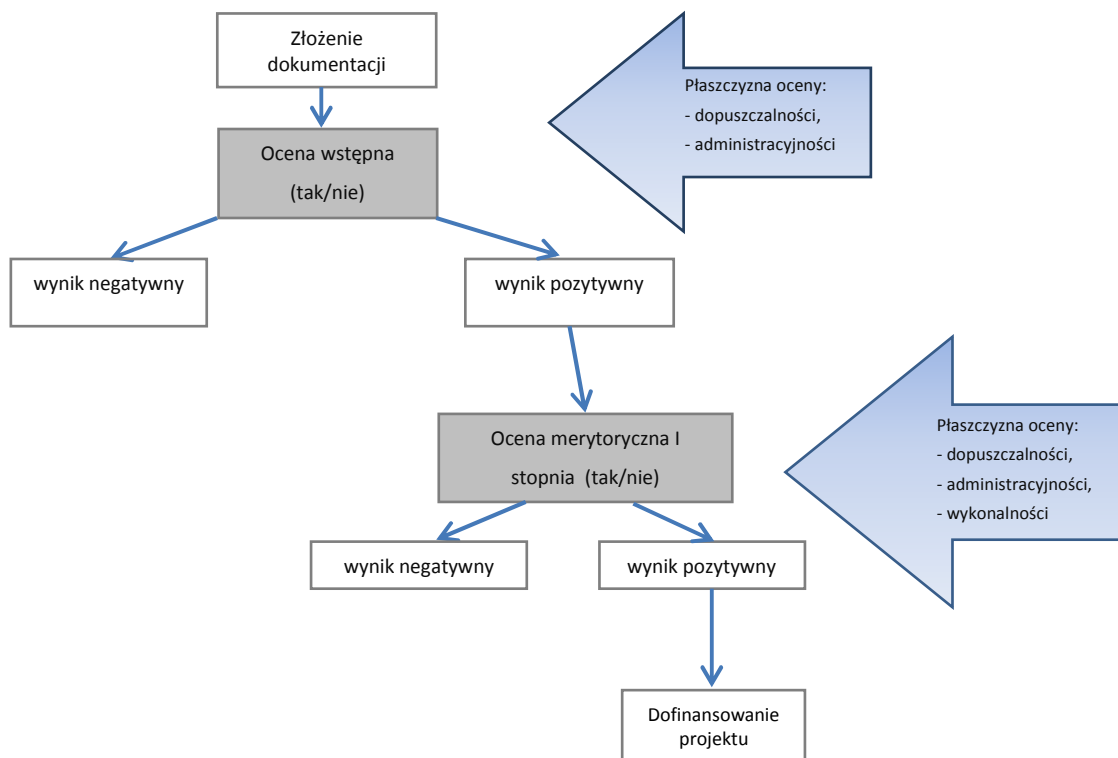 Złożenie
dokumentacji
Płaszczyzna oceny:
- dopuszczalności,
- administracyjności
Ocena wstępna
(tak/nie)
wynik negatywny
wynik pozytywny
Ocena merytoryczna I
stopnia (tak/nie)
Płaszczyzna oceny:
- dopuszczalności,
- administracyjności,
- wykonalności
wynik negatywny
wynik pozytywny
Dofinansowanie
projektu